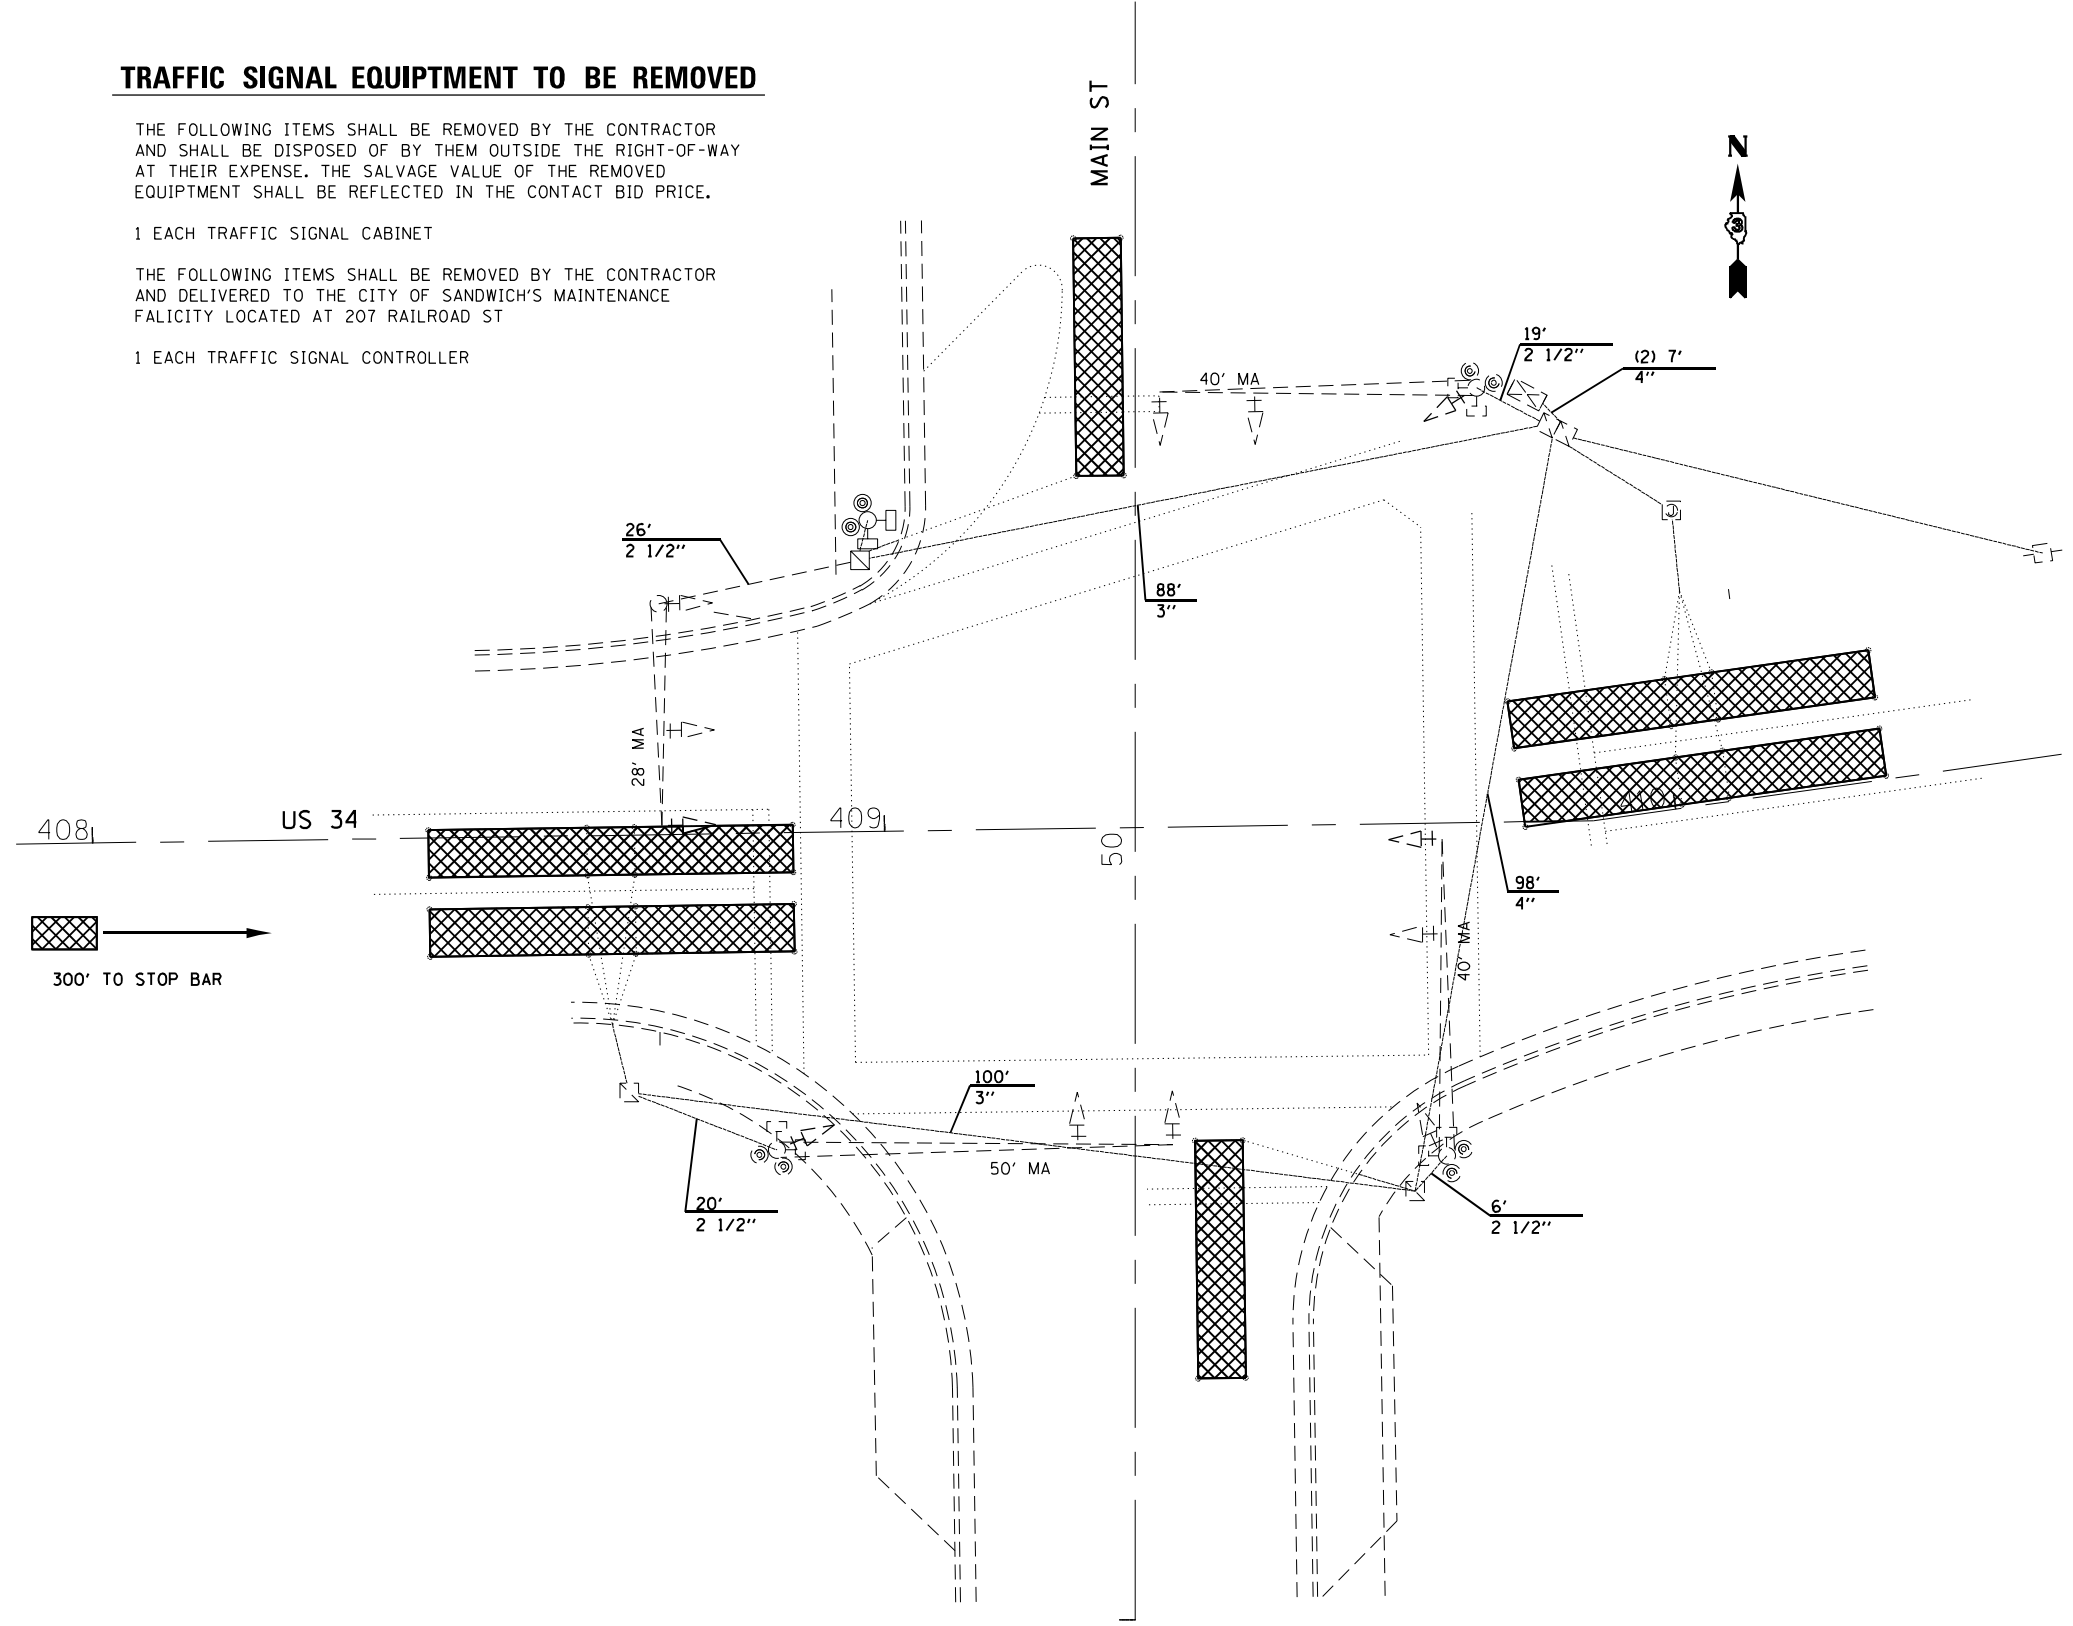 TRAFFIC SIGNAL EQUIPTMENT TO BE REMOVED
THE FOLLOWING ITEMS SHALL BE REMOVED BY THE CONTRACTOR
AND SHALL BE DISPOSED OF BY THEM OUTSIDE THE RIGHT-OF-WAY
AT THEIR EXPENSE. THE SALVAGE VALUE OF THE REMOVED
EQUIPTMENT SHALL BE REFLECTED IN THE CONTACT BID PRICE.
1 EACH TRAFFIC SIGNAL CABINET
THE FOLLOWING ITEMS SHALL BE REMOVED BY THE CONTRACTOR
AND DELIVERED TO THE CITY OF SANDWICH'S MAINTENANCE
FALICITY LOCATED AT 207 RAILROAD ST
1 EACH TRAFFIC SIGNAL CONTROLLER
MAIN ST
N
3
19'
2 1/2''
(2) 7'
4''
40' MA
26'
2 1/2''
88'
3''
28' MA
US 34
408
409
410
50
98'
4''
40' MA
300' TO STOP BAR
100'
3''
50' MA
20'
2 1/2''
6'
2 1/2''
J